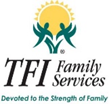 TFI Family
Services
Devoted to the Strength of Family